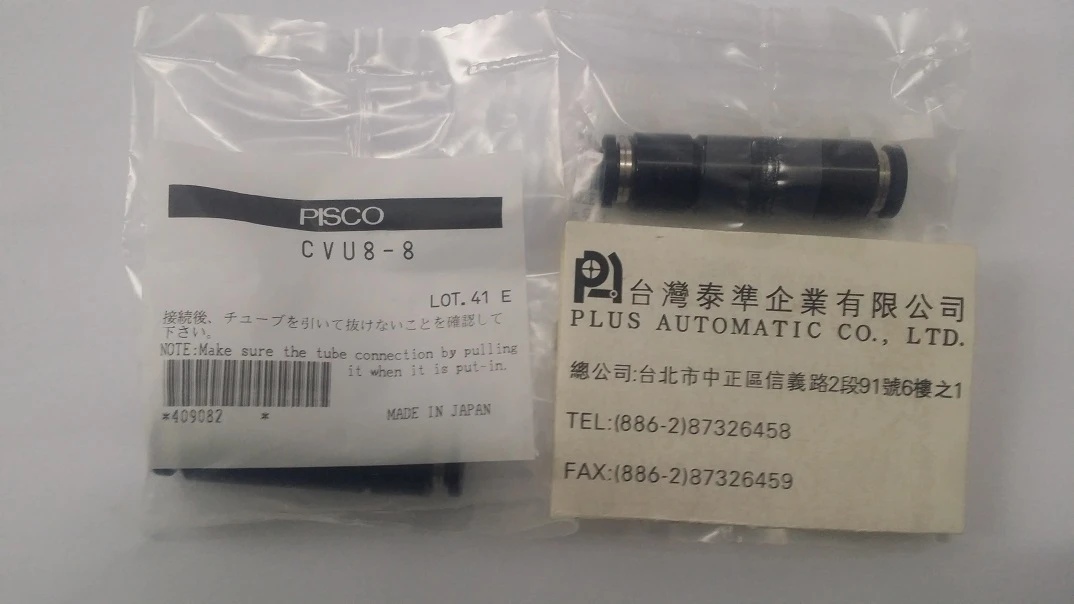 PISCO
CVU8-8
LOT.41 E
接続後、チューブを引いて抜けないことを確認して
下さい。
NOTE:Make sure the tube connection by pulling
it when it is put-in.
*409082 *
MADE IN JAPAN
台灣泰準企業有限公司
PLUS AUTOMATIC CO., LTD.
總公司:台北市中正區信義路2段91號6樓之1
TEL:(886-2)87326458
FAX:(886-2)87326459